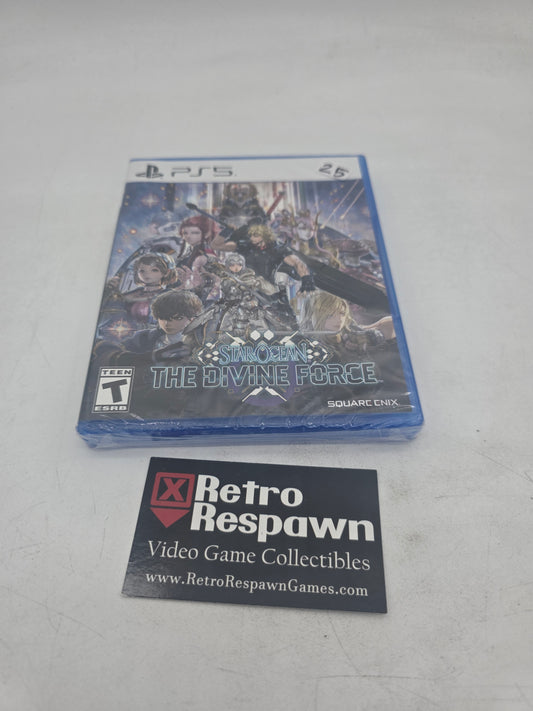 PS5
25
STAR OCEAN
THE DIVINE FORCE
TEEN
T
ESRB
SQUARE ENIX
X Retro
Respawn
Video Game Collectibles
www.RetroRespawnGames.com